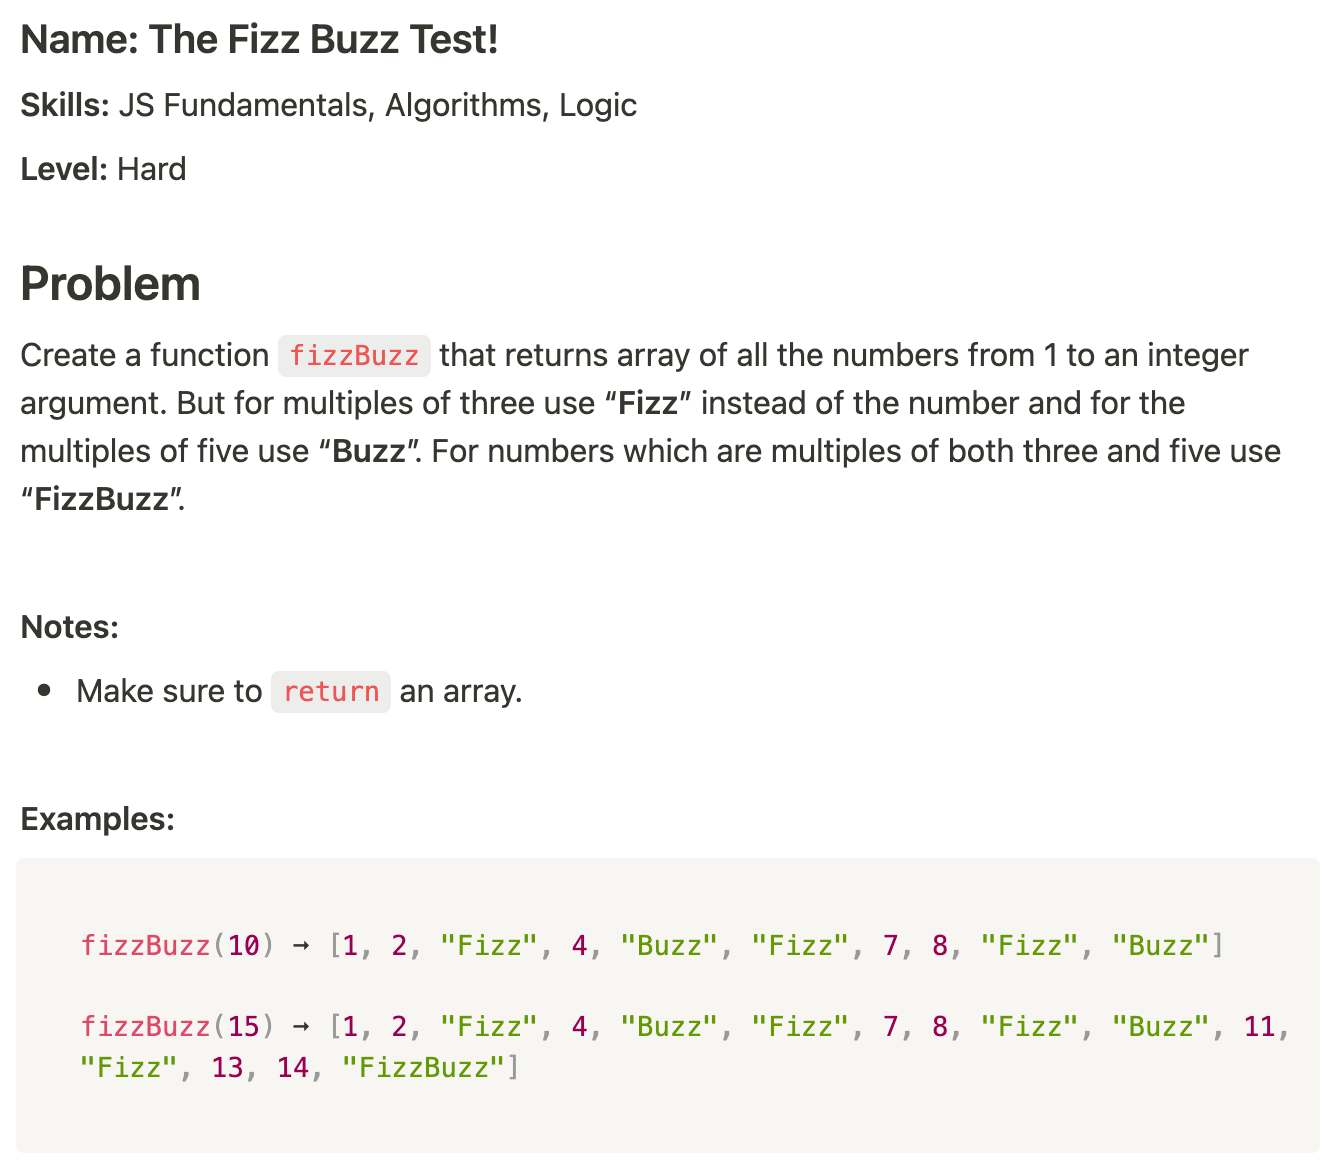 Name: The Fizz Buzz Test!
Skills: JS Fundamentals, Algorithms, Logic
Level: Hard
Problem
Create a function fizzBuzz that returns array of all the numbers from 1 to an integer
argument. But for multiples of three use “Fizz” instead of the number and for the
multiples of five use “Buzz”. For numbers which are multiples of both three and five use
“FizzBuzz”.
Notes:
• Make sure to return an array.
Examples:
fizzBuzz(10) → [1, 2, "Fizz", 4, "Buzz", "Fizz", 7, 8, "Fizz", "Buzz"]
fizzBuzz(15) → [1, 2, "Fizz", 4, "Buzz", "Fizz", 7, 8, "Fizz", "Buzz", 11,
"Fizz", 13, 14, "FizzBuzz"]